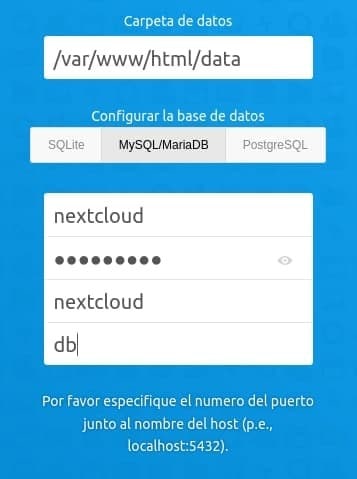 Carpeta de datos
/var/www/html/data
Configurar la base de datos
SQLite MySQL/MariaDB PostgreSQL
nextcloud
●●●●●●●●●
nextcloud
db
Por favor especifique el numero del puerto
junto al nombre del host (p.e.,
localhost:5432).